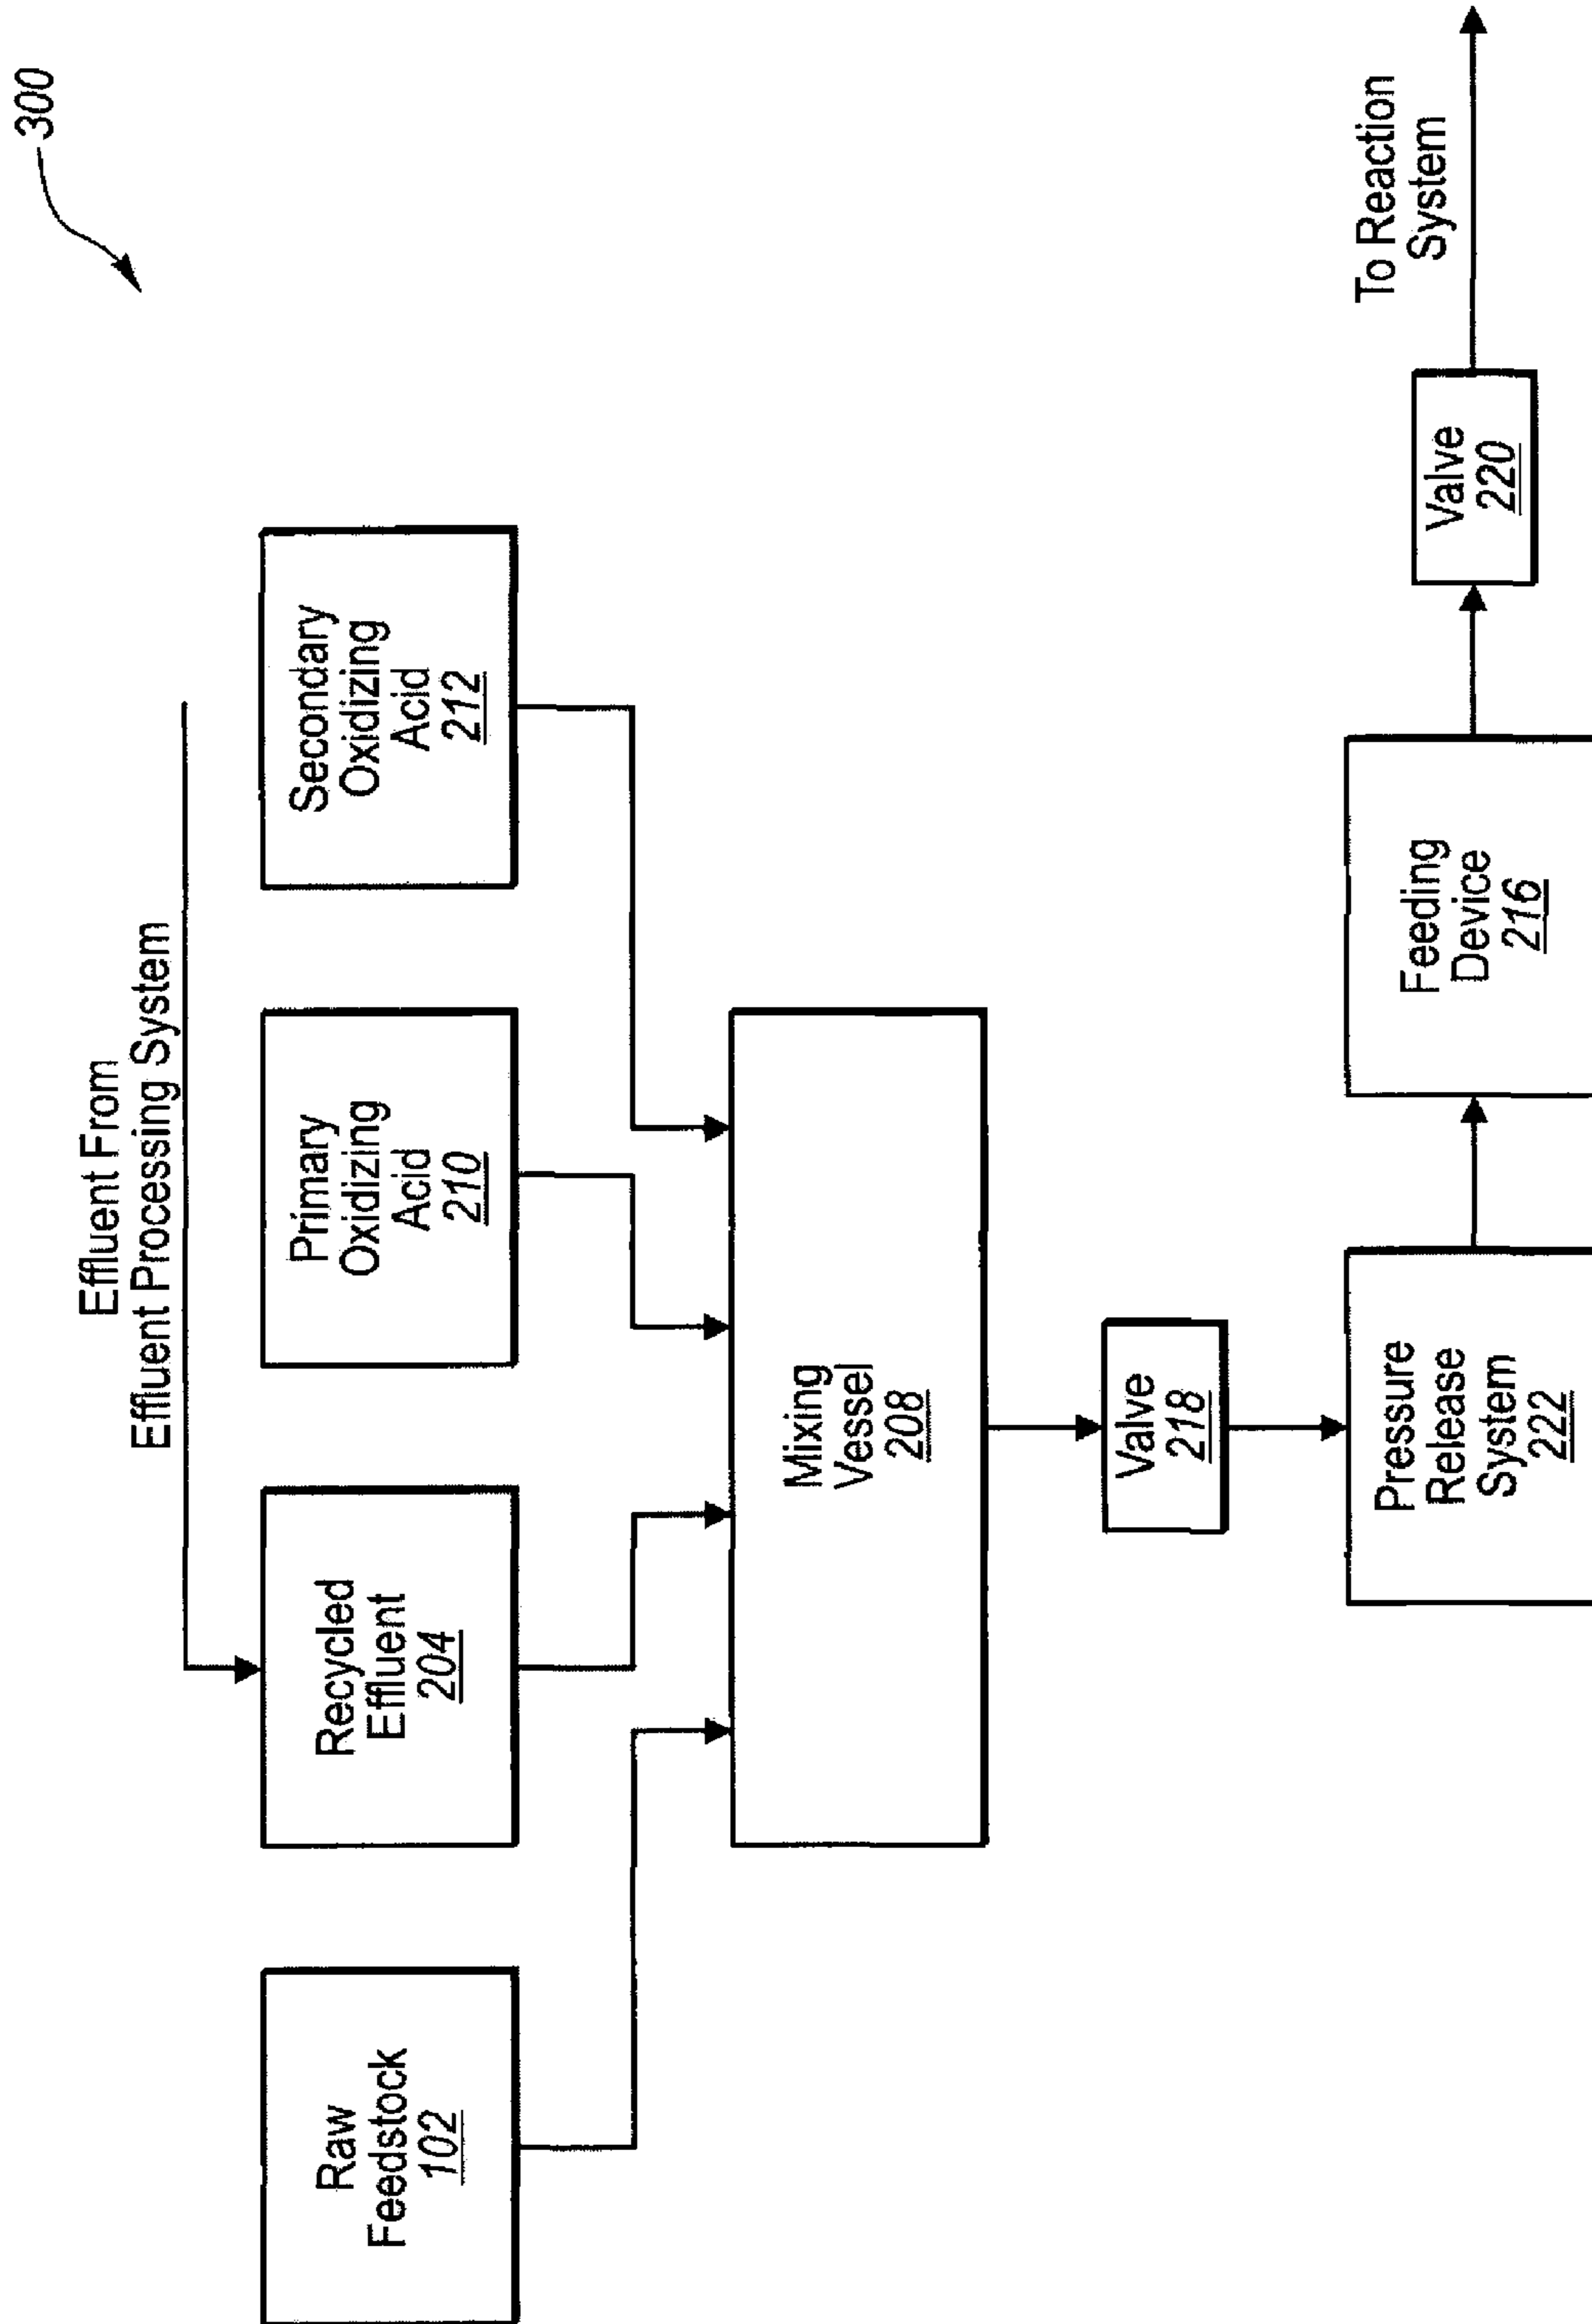 300
Effluent From
Effluent Processing System
Raw
Feedstock
102
Recycled
Effluent
204
Primary
Oxidizing
Acid
210
Secondary
Oxidizing
Acid
212
Mixing
Vessel
208
Valve
218
Pressure
Release
System
222
Feeding
Device
216
Valve
220
To Reaction
System